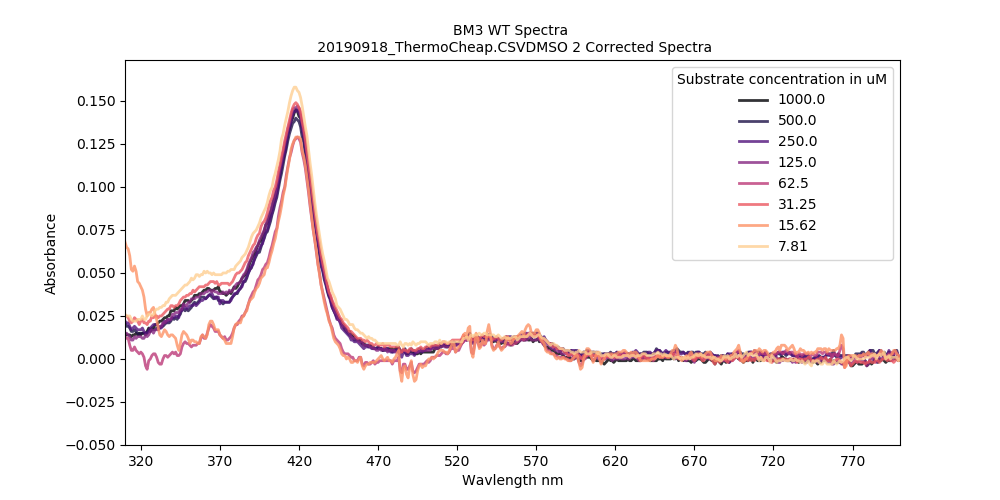 BM3 WT Spectra
20190918_ThermoCheap.CSVDMSO 2 Corrected Spectra
Substrate concentration in uM
1000.0
500.0
250.0
125.0
62.5
31.25
15.62
7.81
Absorbance
0.150
0.125
0.100
0.075
0.050
0.025
0.000
−0.025
−0.050
320 370 420 470 520 570 620 670 720 770
Wavlength nm